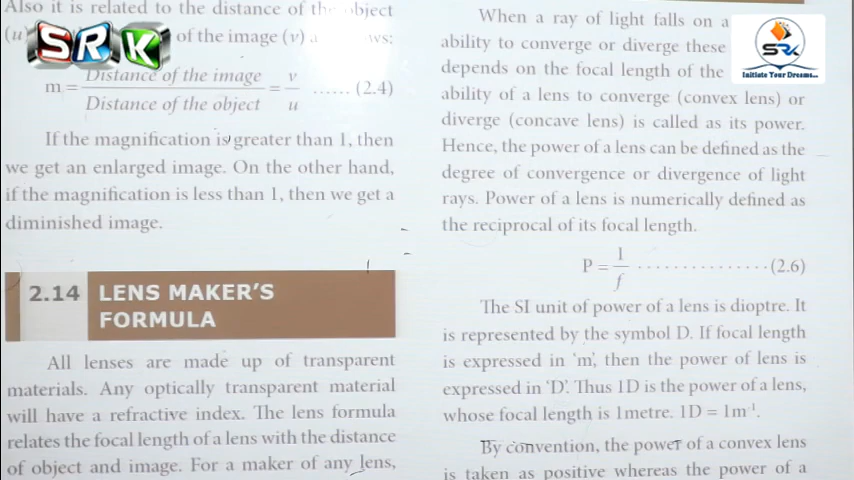 Also it is related to the distance of the object
(u) of the image (v) a ws;
SRK
m = Distance of the image / Distance of the object = v / u ...... (2.4)
If the magnification is greater than 1, then
we get an enlarged image. On the other hand,
if the magnification is less than 1, then we get a
diminished image.
2.14 LENS MAKER'S
FORMULA
All lenses are made up of transparent
materials. Any optically transparent material
will have a refractive index. The lens formula
relates the focal length of a lens with the distance
of object and image. For a maker of any lens,
When a ray of light falls on a
ability to converge or diverge these
depends on the focal length of the
ability of a lens to converge (convex lens) or
diverge (concave lens) is called as its power.
Hence, the power of a lens can be defined as the
degree of convergence or divergence of light
rays. Power of a lens is numerically defined as
the reciprocal of its focal length.
P = 1 / f ............... (2.6)
The SI unit of power of a lens is dioptre. It
is represented by the symbol D. If focal length
is expressed in 'm', then the power of lens is
expressed in 'D'. Thus 1D is the power of a lens,
whose focal length is 1metre. 1D = 1m⁻¹.
By convention, the power of a convex lens
is taken as positive whereas the power of a
SRK
Initiate Your Dreams...